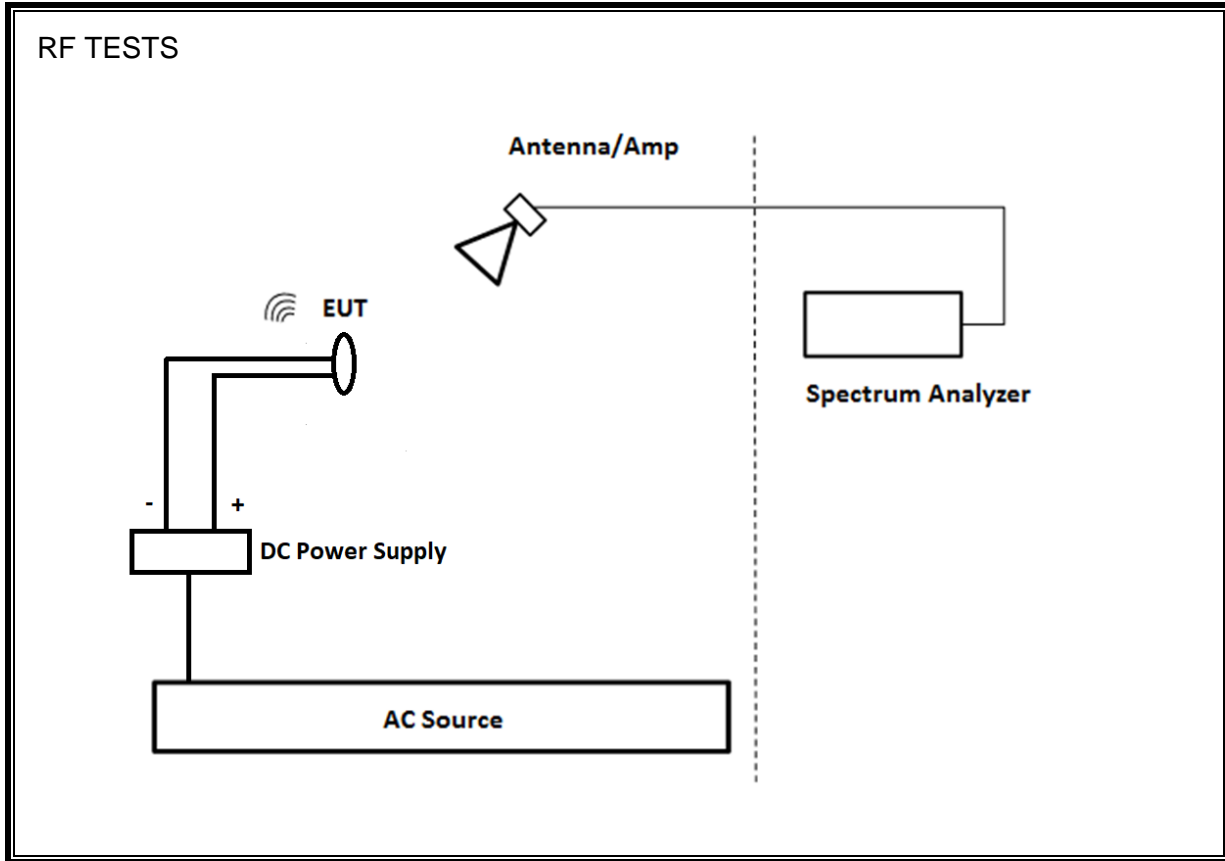 RF TESTS
Antenna/Amp
EUT
Spectrum Analyzer
- +
DC Power Supply
AC Source